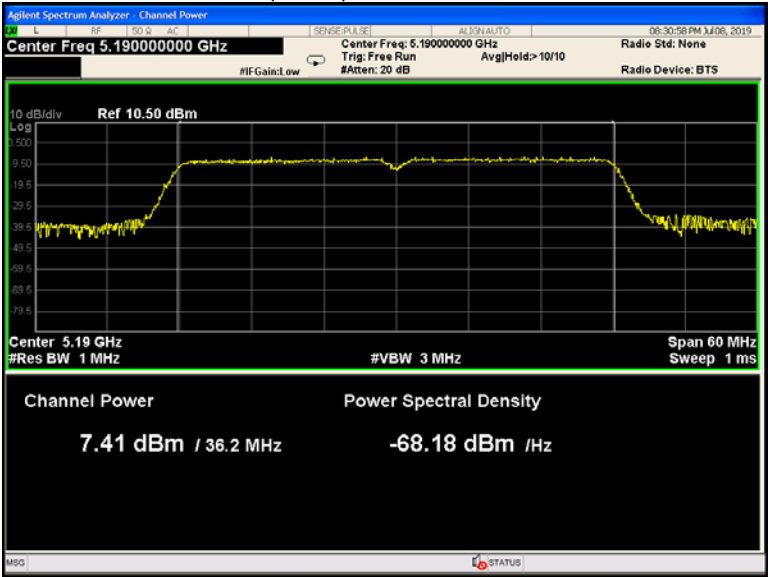 Agilent Spectrum Analyzer - Channel Power
L RF 50 Ω AC SENSE:PULSE ALIGN AUTO 08:30:58 PM Jul 08, 2019
Center Freq 5.190000000 GHz
Center Freq: 5.190000000 GHz Radio Std: None
Trig: Free Run Avg|Hold:> 10/10
#IFGain:Low #Atten: 20 dB Radio Device: BTS
10 dB/div Ref 10.50 dBm
Log
0.500
-9.50
-19.5
-29.5
-39.5
-49.5
-59.5
-69.5
-79.5
Center 5.19 GHz Span 60 MHz
#Res BW 1 MHz #VBW 3 MHz Sweep 1 ms
Channel Power Power Spectral Density
7.41 dBm / 36.2 MHz -68.18 dBm /Hz
MSG STATUS